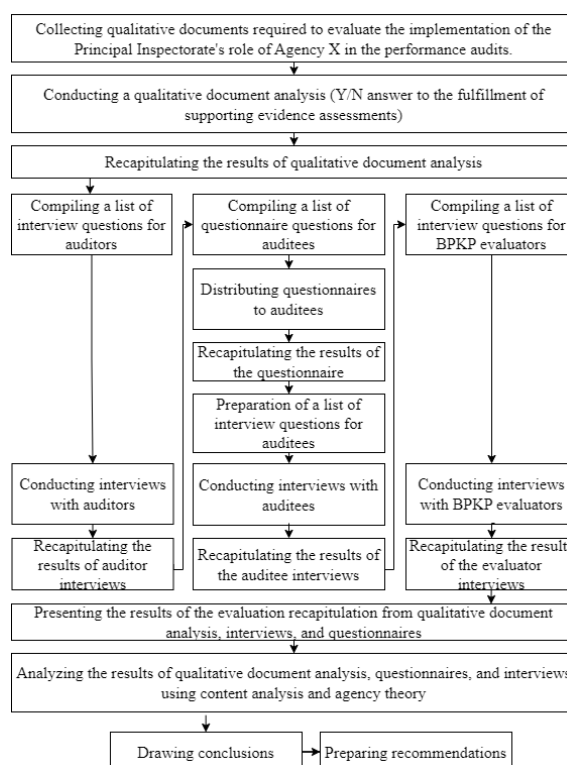 Collecting qualitative documents required to evaluate the implementation of the
Principal Inspectorate's role of Agency X in the performance audits.
Conducting a qualitative document analysis (Y/N answer to the fulfillment of
supporting evidence assessments)
Recapitulating the results of qualitative document analysis
Compiling a list of
interview questions for
auditors
Compiling a list of
questionnaire questions for
auditees
Compiling a list of
interview questions for
BPKP evaluators
Distributing questionnaires
to auditees
Recapitulating the results of
the questionnaire
Preparation of a list of
interview questions for
auditees
Conducting interviews
with auditors
Conducting interviews with
auditees
Conducting interviews
with BPKP evaluators
Recapitulating the
results of auditor
interviews
Recapitulating the results of
the auditee interviews
Recapitulating the results
of the evaluator
interviews
Presenting the results of the evaluation recapitulation from qualitative document
analysis, interviews, and questionnaires
Analyzing the results of qualitative document analysis, questionnaires, and interviews
using content analysis and agency theory
Drawing conclusions
Preparing recommendations